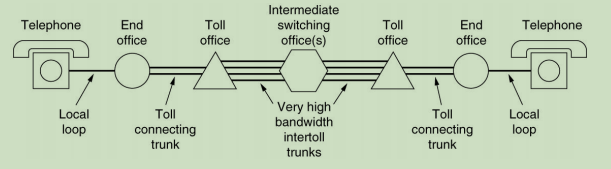 Telephone
End
office
Toll
office
Intermediate
switching
office(s)
Toll
office
End
office
Telephone
Local
loop
Toll
connecting
trunk
Very high
bandwidth
intertoll
trunks
Toll
connecting
trunk
Local
loop